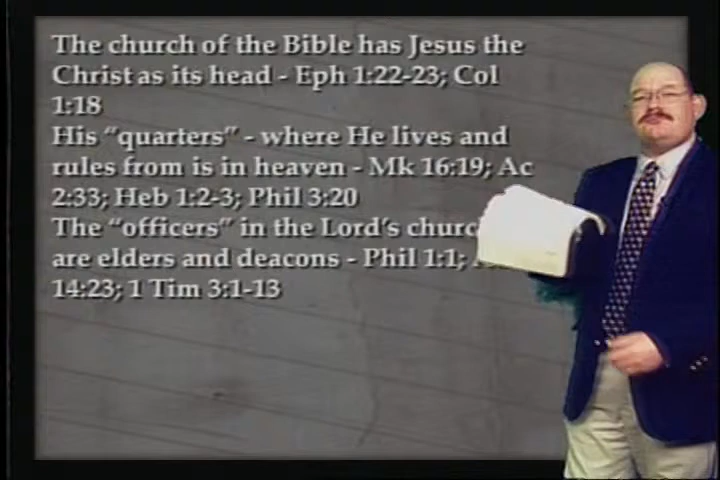 The church of the Bible has Jesus the
Christ as its head - Eph 1:22-23; Col
1:18
His “quarters” - where He lives and
rules from is in heaven - Mk 16:19; Ac
2:33; Heb 1:2-3; Phil 3:20
The “officers” in the Lord’s
are elders and deacons - Phil 1:1;
14:23; 1 Tim 3:1-13